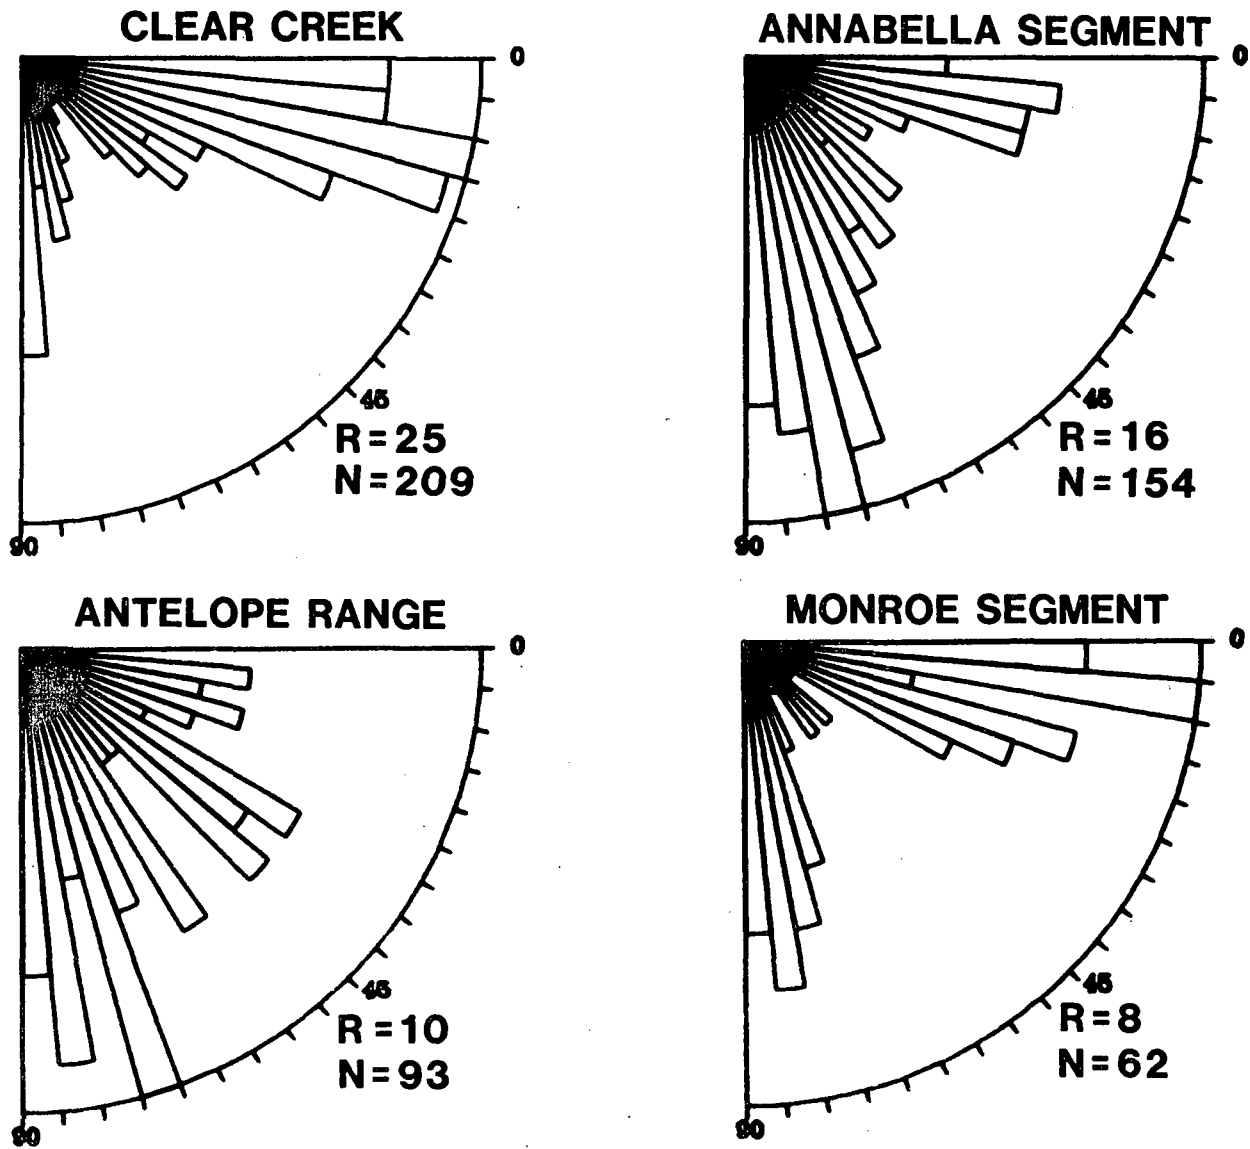 CLEAR CREEK
0
45
R=25
N=209
90
ANNABELLA SEGMENT
0
45
R=16
N=154
90
ANTELOPE RANGE
0
45
R=10
N=93
90
MONROE SEGMENT
0
45
R=8
N=62
90